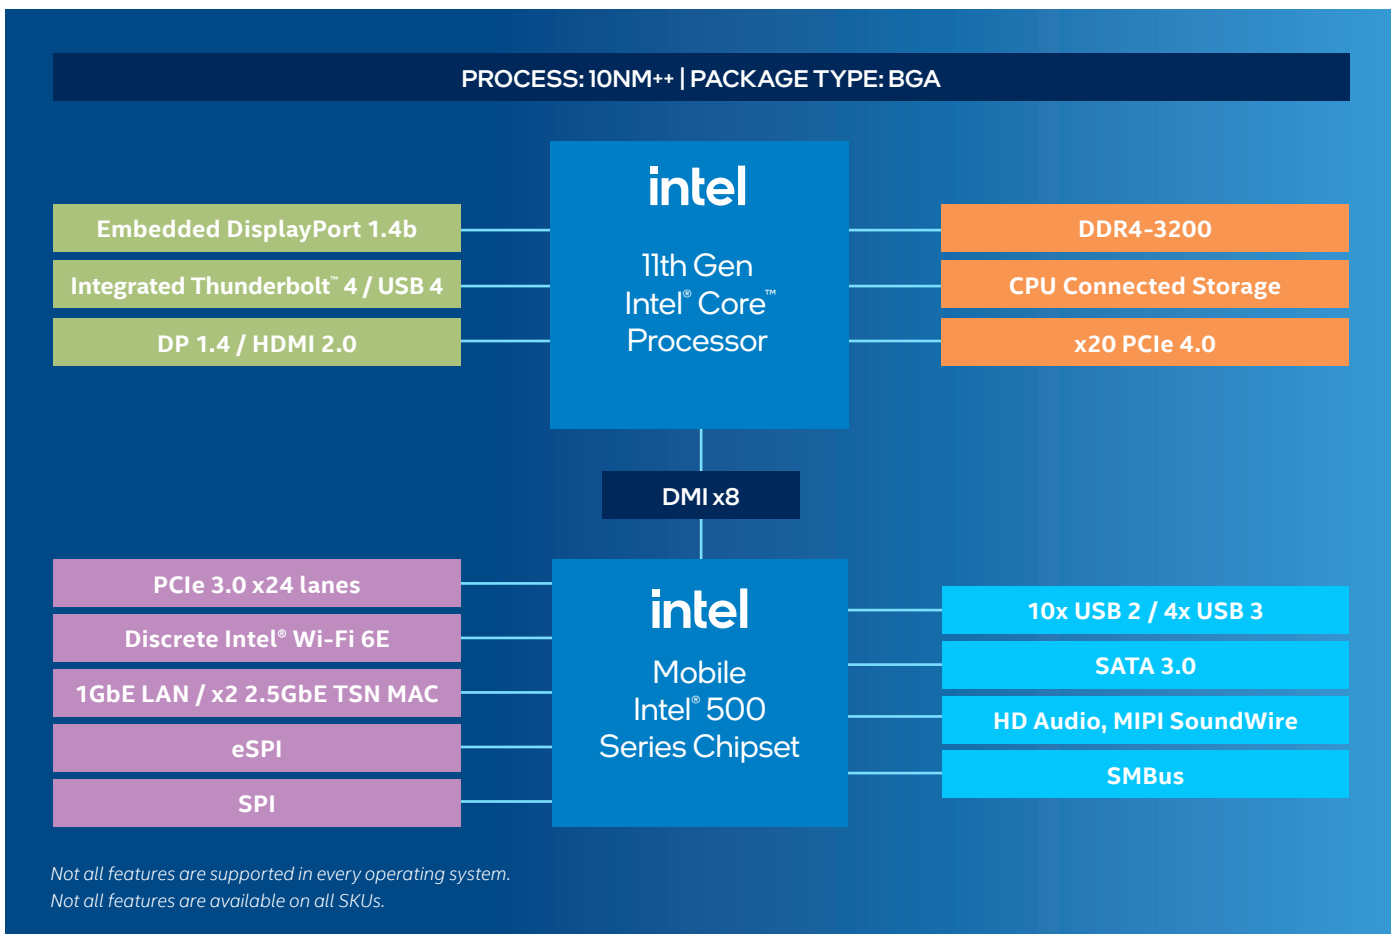 PROCESS: 10NM++ | PACKAGE TYPE: BGA
intel
11th Gen
Intel® Core™
Processor
Embedded DisplayPort 1.4b
Integrated Thunderbolt™ 4 / USB 4
DP 1.4 / HDMI 2.0
DDR4-3200
CPU Connected Storage
x20 PCIe 4.0
DMI x8
intel
Mobile
Intel® 500
Series Chipset
PCIe 3.0 x24 lanes
Discrete Intel® Wi-Fi 6E
1GbE LAN / x2 2.5GbE TSN MAC
eSPI
SPI
10x USB 2 / 4x USB 3
SATA 3.0
HD Audio, MIPI SoundWire
SMBus
Not all features are supported in every operating system.
Not all features are available on all SKUs.